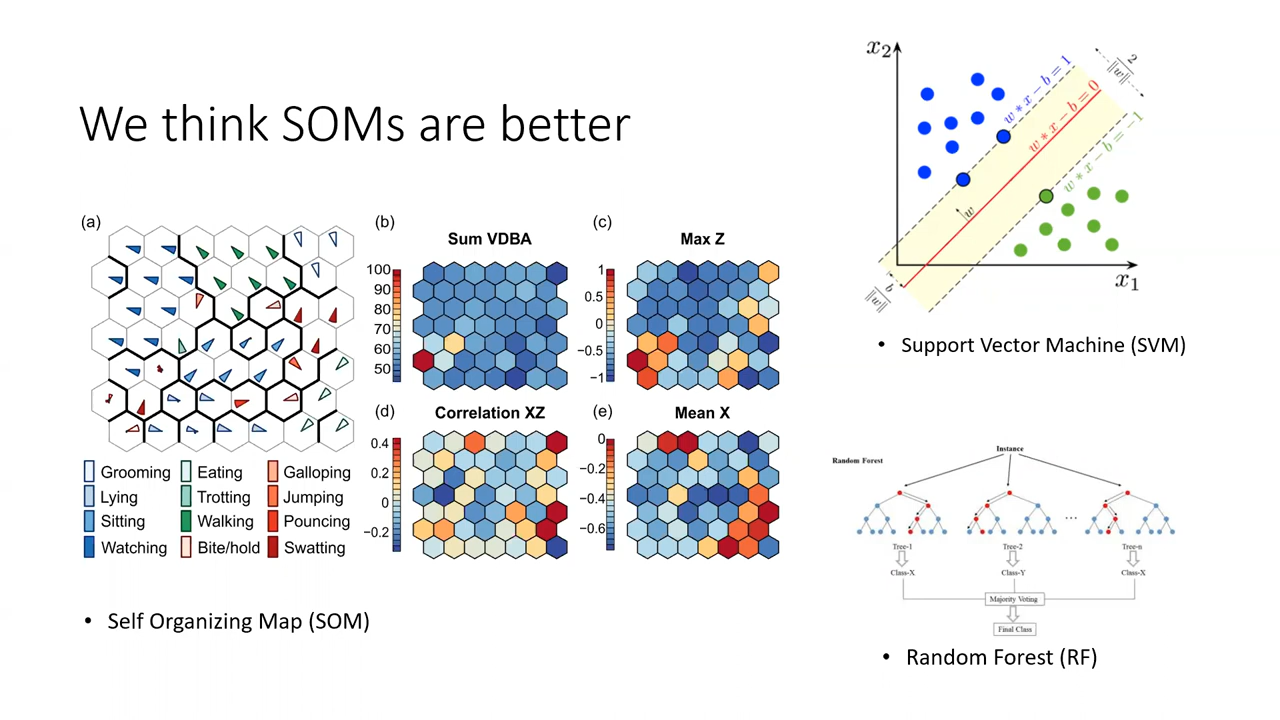 We think SOMs are better
(a)
(b)
Sum VDBA
100
90
80
70
60
50
(c)
Max Z
1
0.5
0
−0.5
−1
(d)
Correlation XZ
0.4
0.2
0
−0.2
(e)
Mean X
0
−0.2
−0.4
−0.6
Grooming
Eating
Galloping
Lying
Trotting
Jumping
Sitting
Walking
Pouncing
Watching
Bite/hold
Swatting
• Self Organizing Map (SOM)
x2
w * x − b = 1
2
‖w‖
w * x − b = 0
w * x − b = −1
w
b
‖w‖
x1
• Support Vector Machine (SVM)
Instance
Random Forest
...
Tree-1
Tree-2
Tree-n
Class-X
Class-Y
Class-X
Majority Voting
Final Class
• Random Forest (RF)